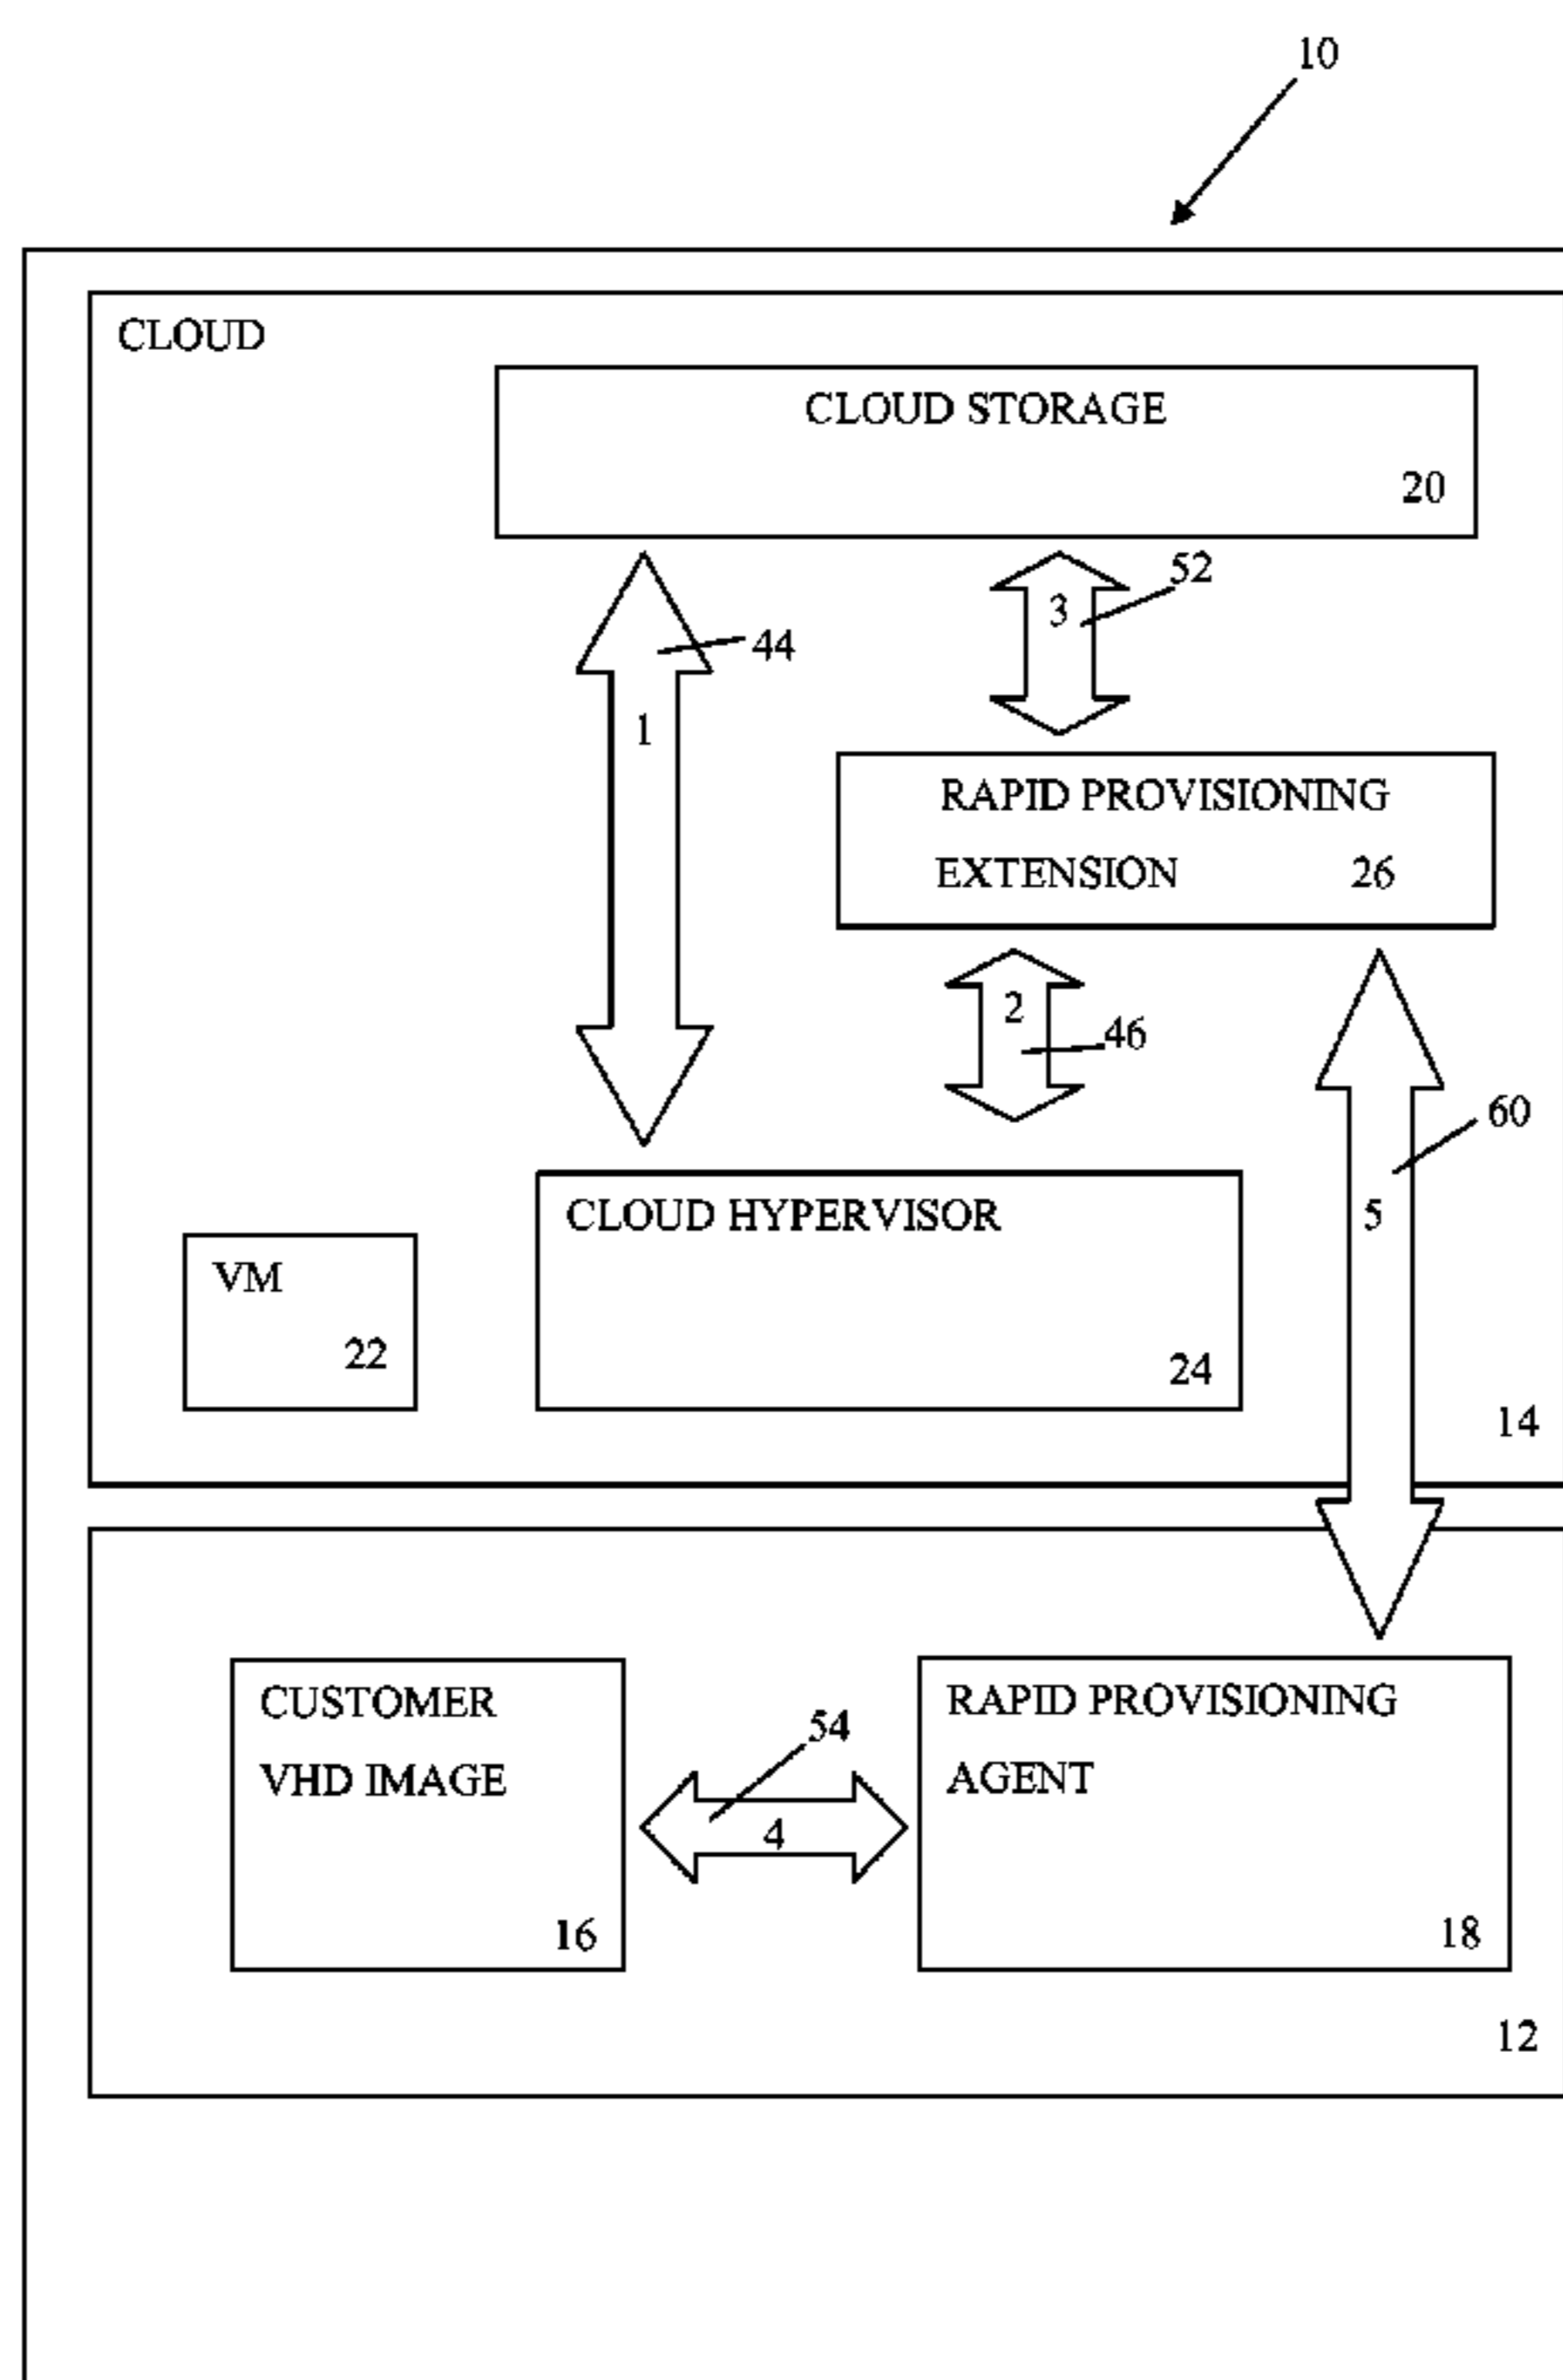 10
CLOUD
CLOUD STORAGE
20
52
3
44
1
RAPID PROVISIONING
EXTENSION 26
2
46
60
5
CLOUD HYPERVISOR
24
VM
22
14
CUSTOMER
VHD IMAGE
16
54
4
RAPID PROVISIONING
AGENT
18
12